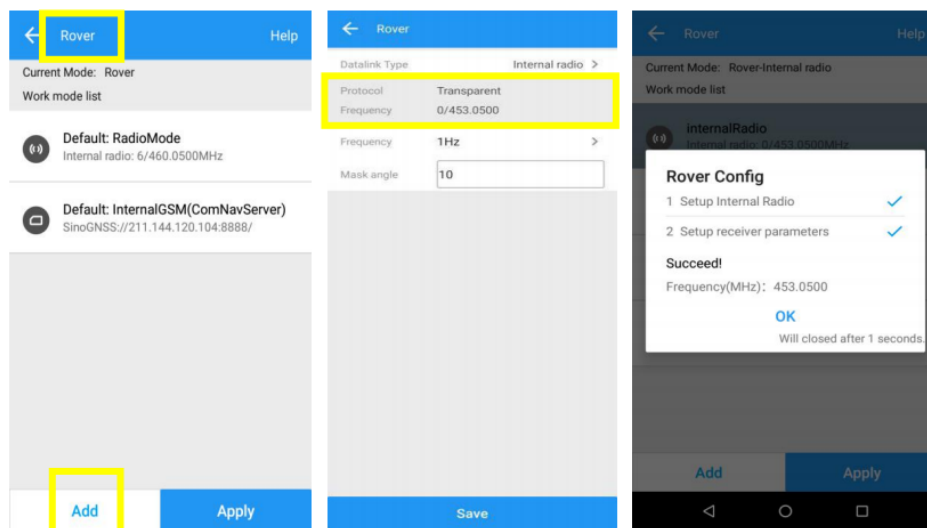 Rover Help
Current Mode: Rover
Work mode list
Default: RadioMode
Internal radio: 6/460.0500MHz
Default: InternalGSM(ComNavServer)
SinoGNSS://211.144.120.104:8888/
Add Apply
Rover
Datalink Type Internal radio >
Protocol Transparent
Frequency 0/453.0500
Frequency 1Hz >
Mask angle 10
Save
Rover Help
Current Mode: Rover-Internal radio
Work mode list
internalRadio
Internal radio: 0/453.0500MHz
Rover Config
1 Setup Internal Radio
2 Setup receiver parameters
Succeed!
Frequency(MHz): 453.0500
OK
Will closed after 1 seconds.
Add Apply